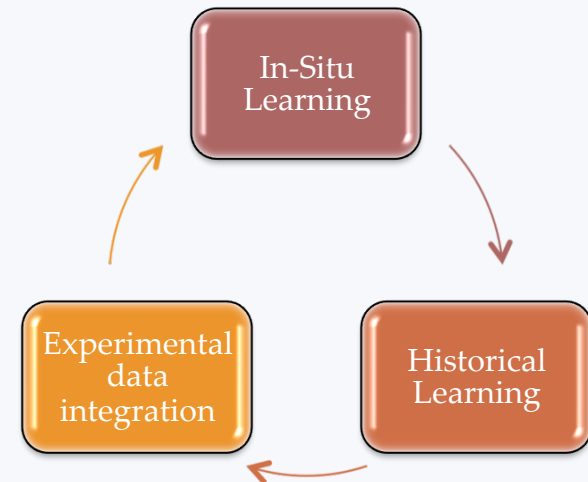 In-Situ
Learning
Historical
Learning
Experimental
data
integration